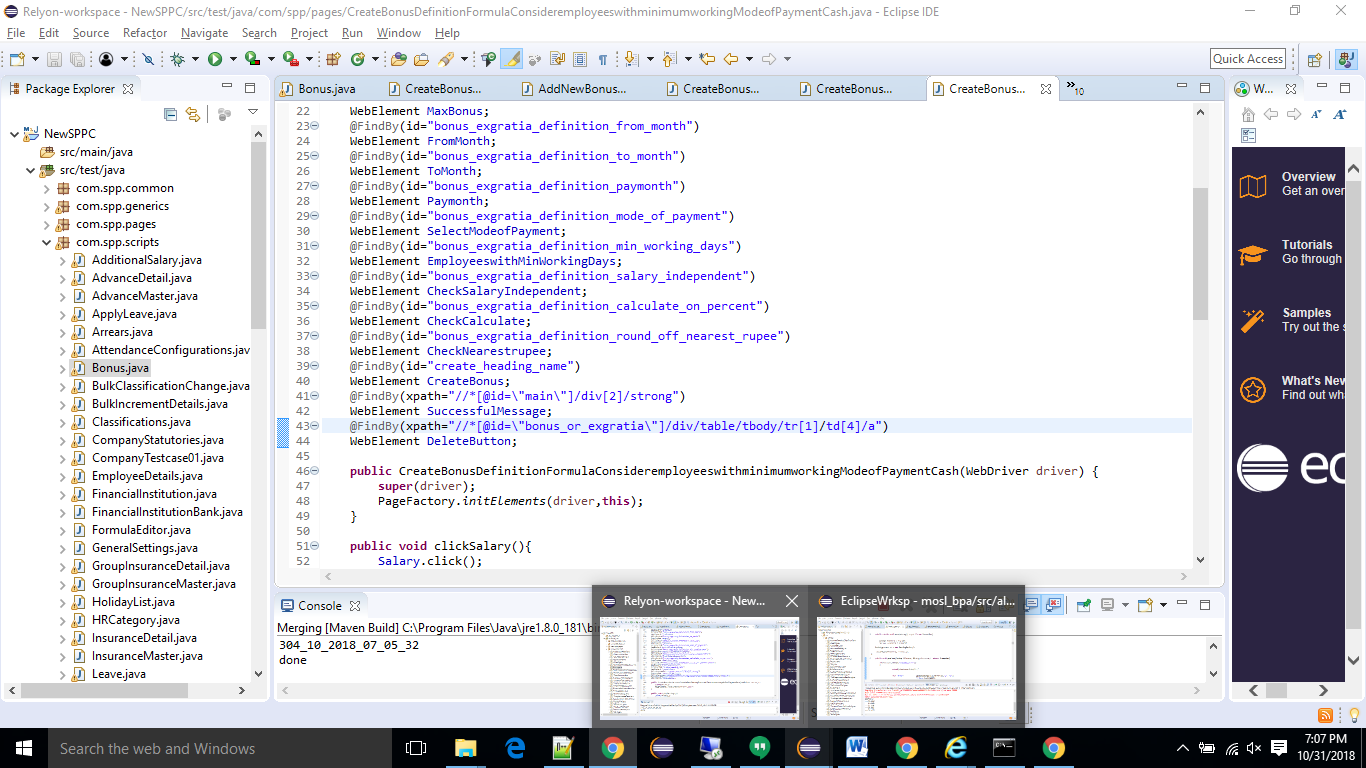 Relyon-workspace - NewSPPC/src/test/java/com/spp/pages/CreateBonusDefinitionFormulaConsideremployeeswithminimumworkingModeofPaymentCash.java - Eclipse IDE
File Edit Source Refactor Navigate Search Project Run Window Help
Quick Access
Package Explorer
NewSPPC
src/main/java
src/test/java
com.spp.common
com.spp.generics
com.spp.pages
com.spp.scripts
AdditionalSalary.java
AdvanceDetail.java
AdvanceMaster.java
ApplyLeave.java
Arrears.java
AttendanceConfigurations.jav
Bonus.java
BulkClassificationChange.java
BulkIncrementDetails.java
Classifications.java
CompanyStatutories.java
CompanyTestcase01.java
EmployeeDetails.java
FinancialInstitution.java
FinancialInstitutionBank.java
FormulaEditor.java
GeneralSettings.java
GroupInsuranceDetail.java
GroupInsuranceMaster.java
HolidayList.java
HRCategory.java
InsuranceDetail.java
InsuranceMaster.java
Leave.java
Bonus.java CreateBonus... AddNewBonus... CreateBonus... CreateBonus... CreateBonus... »10
22 WebElement MaxBonus;
23 @FindBy(id="bonus_exgratia_definition_from_month")
24 WebElement FromMonth;
25 @FindBy(id="bonus_exgratia_definition_to_month")
26 WebElement ToMonth;
27 @FindBy(id="bonus_exgratia_definition_paymonth")
28 WebElement Paymonth;
29 @FindBy(id="bonus_exgratia_definition_mode_of_payment")
30 WebElement SelectModeofPayment;
31 @FindBy(id="bonus_exgratia_definition_min_working_days")
32 WebElement EmployeeswithMinWorkingDays;
33 @FindBy(id="bonus_exgratia_definition_salary_independent")
34 WebElement CheckSalaryIndependent;
35 @FindBy(id="bonus_exgratia_definition_calculate_on_percent")
36 WebElement CheckCalculate;
37 @FindBy(id="bonus_exgratia_definition_round_off_nearest_rupee")
38 WebElement CheckNearestrupee;
39 @FindBy(id="create_heading_name")
40 WebElement CreateBonus;
41 @FindBy(xpath="//*[@id=\"main\"]/div[2]/strong")
42 WebElement SuccessfulMessage;
43 @FindBy(xpath="//*[@id=\"bonus_or_exgratia\"]/div/table/tbody/tr[1]/td[4]/a")
44 WebElement DeleteButton;
45
46 public CreateBonusDefinitionFormulaConsideremployeeswithminimumworkingModeofPaymentCash(WebDriver driver) {
47 super(driver);
48 PageFactory.initElements(driver,this);
49 }
50
51 public void clickSalary(){
52 Salary.click();
W...
Overview
Get an over
Tutorials
Go through
Samples
Try out the s
What's New
Find out wha
ec
Console
Merging [Maven Build] C:\Program Files\Java\jre1.8.0_181\bi
304_10_2018_07_05_32
done
Relyon-workspace - New...
EclipseWrksp - mosl_bpa/src/al...
Search the web and Windows
7:07 PM
10/31/2018